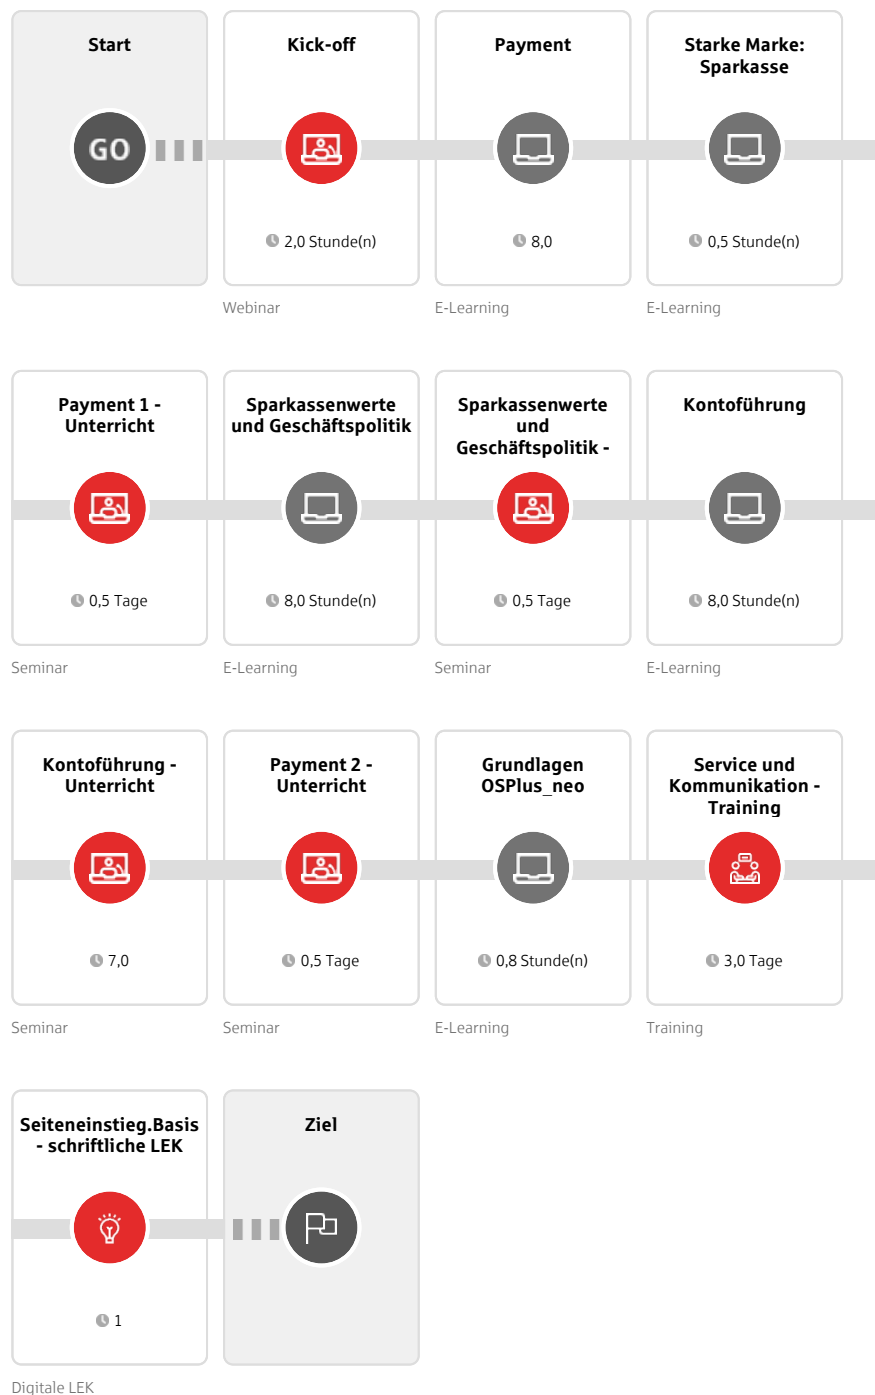 Start
Kick-off
Payment
Starke Marke:
Sparkasse
GO
2,0 Stunde(n)
8,0
0,5 Stunde(n)
Webinar
E-Learning
E-Learning
Payment 1 -
Unterricht
Sparkassenwerte
und Geschäftspolitik
Sparkassenwerte
und
Geschäftspolitik -
Kontoführung
0,5 Tage
8,0 Stunde(n)
0,5 Tage
8,0 Stunde(n)
Seminar
E-Learning
Seminar
E-Learning
Kontoführung -
Unterricht
Payment 2 -
Unterricht
Grundlagen
OSPlus_neo
Service und
Kommunikation -
Training
7,0
0,5 Tage
0,8 Stunde(n)
3,0 Tage
Seminar
Seminar
E-Learning
Training
Seiteneinstieg.Basis
- schriftliche LEK
Ziel
1
Digitale LEK